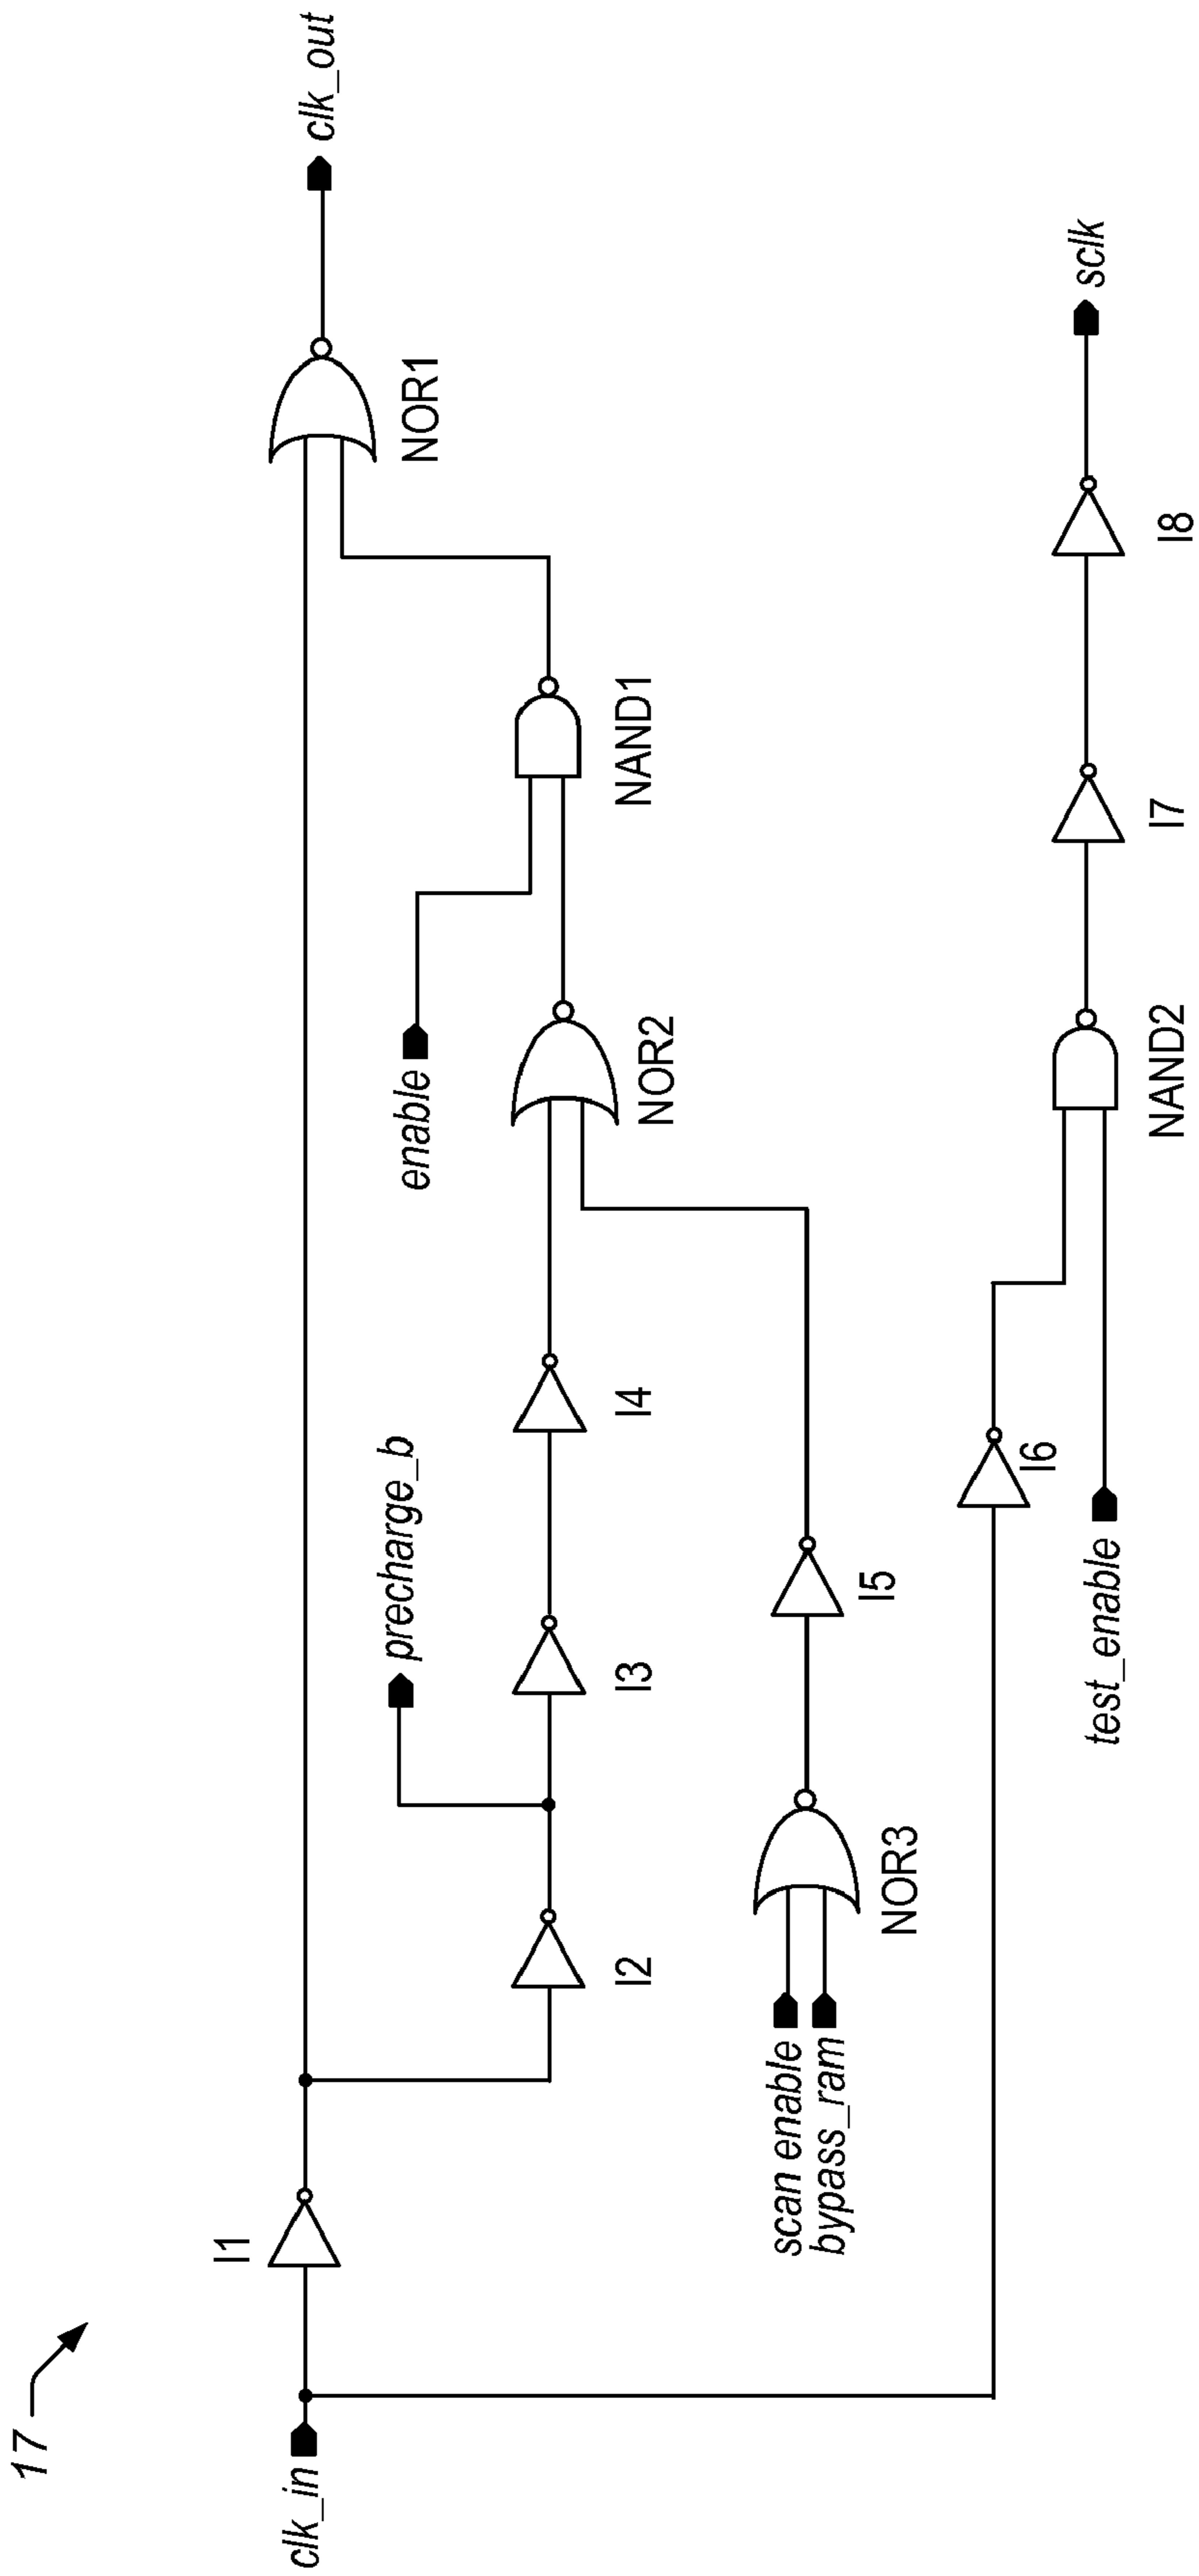 17
clk_in
I1
clk_out
NOR1
I2
precharge_b
I3
I4
enable
NOR2
NAND1
scan enable
bypass_ram
NOR3
I5
I6
test_enable
NAND2
I7
I8
sclk